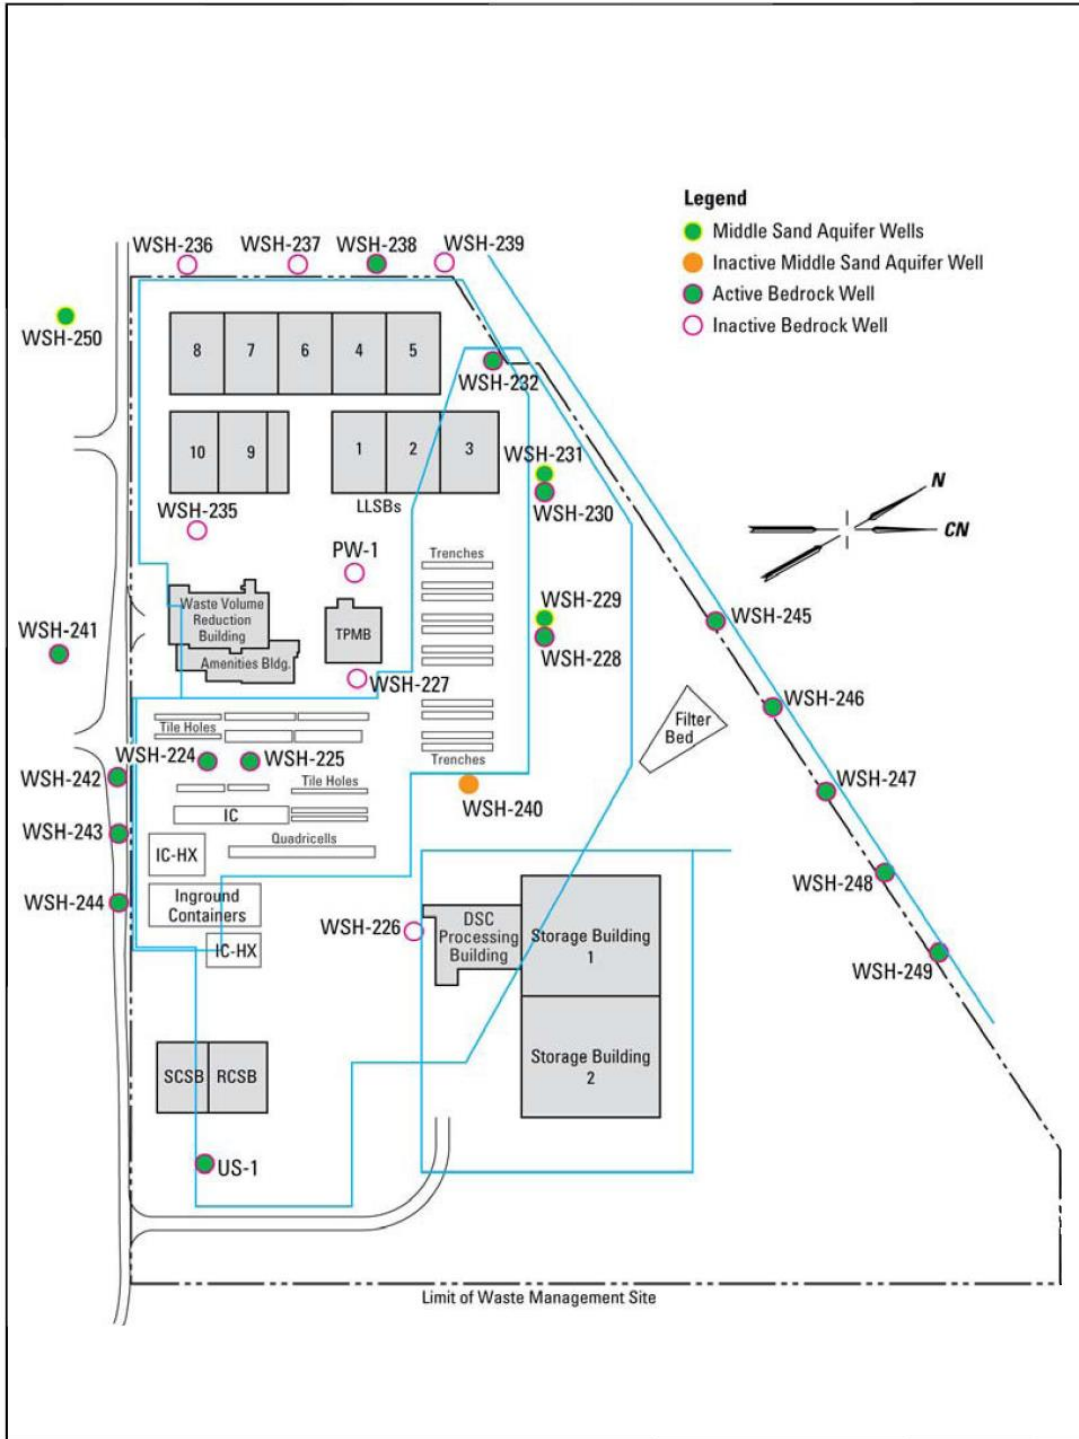 Legend
Middle Sand Aquifer Wells
Inactive Middle Sand Aquifer Well
Active Bedrock Well
Inactive Bedrock Well
WSH-236
WSH-237
WSH-238
WSH-239
WSH-250
8
7
6
4
5
WSH-232
10
9
1
2
3
WSH-231
WSH-230
LLSBs
WSH-235
N
CN
PW-1
Trenches
WSH-229
WSH-228
Waste Volume
Reduction
Building
TPMB
Amenities Bldg.
WSH-241
WSH-245
WSH-227
WSH-246
Filter
Bed
Tile Holes
Trenches
WSH-224
WSH-225
WSH-242
Tile Holes
WSH-240
WSH-247
IC
WSH-243
Quadricells
IC-HX
WSH-248
WSH-244
Inground
Containers
WSH-226
DSC
Processing
Building
Storage Building
1
IC-HX
WSH-249
Storage Building
2
SCSB
RCSB
US-1
Limit of Waste Management Site